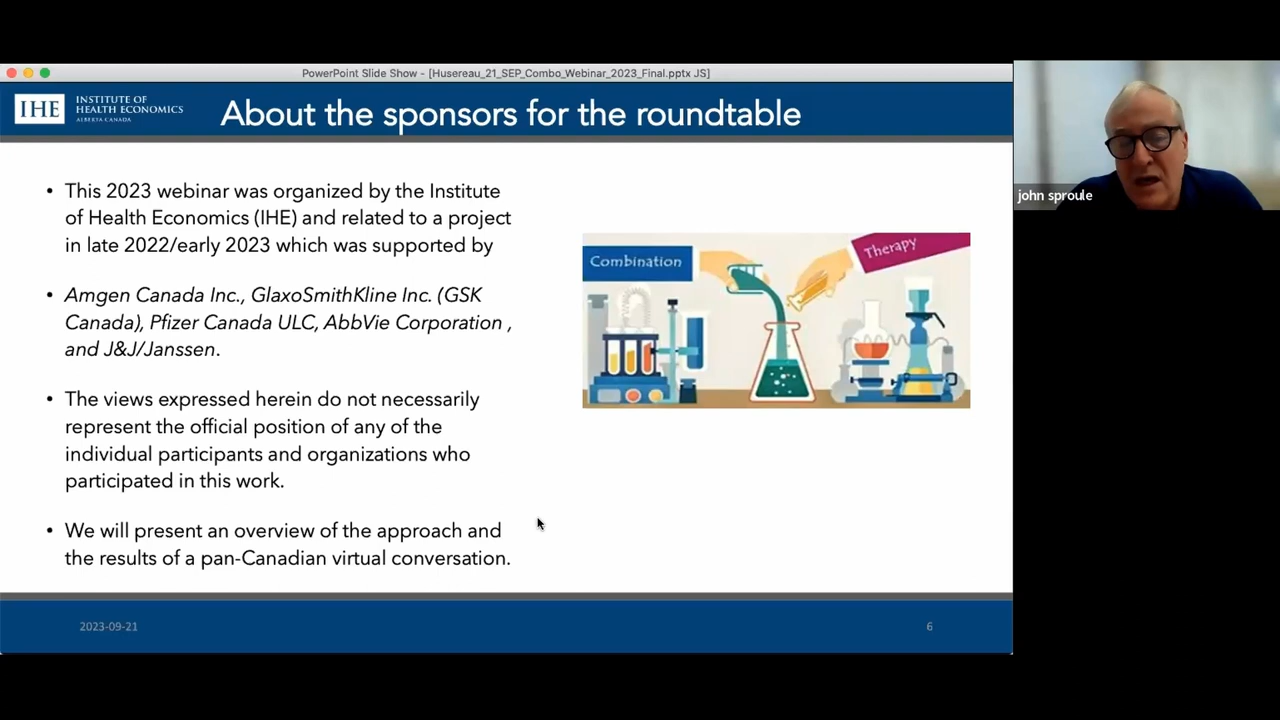 PowerPoint Slide Show - [Husereau_21_SEP_Combo_Webinar_2023_Final.pptx JS]
IHE
INSTITUTE OF
HEALTH ECONOMICS
ALBERTA CANADA
About the sponsors for the roundtable
• This 2023 webinar was organized by the Institute
of Health Economics (IHE) and related to a project
in late 2022/early 2023 which was supported by
• Amgen Canada Inc., GlaxoSmithKline Inc. (GSK
Canada), Pfizer Canada ULC, AbbVie Corporation ,
and J&J/Janssen.
• The views expressed herein do not necessarily
represent the official position of any of the
individual participants and organizations who
participated in this work.
• We will present an overview of the approach and
the results of a pan-Canadian virtual conversation.
Combination
Therapy
2023-09-21
6
john sproule